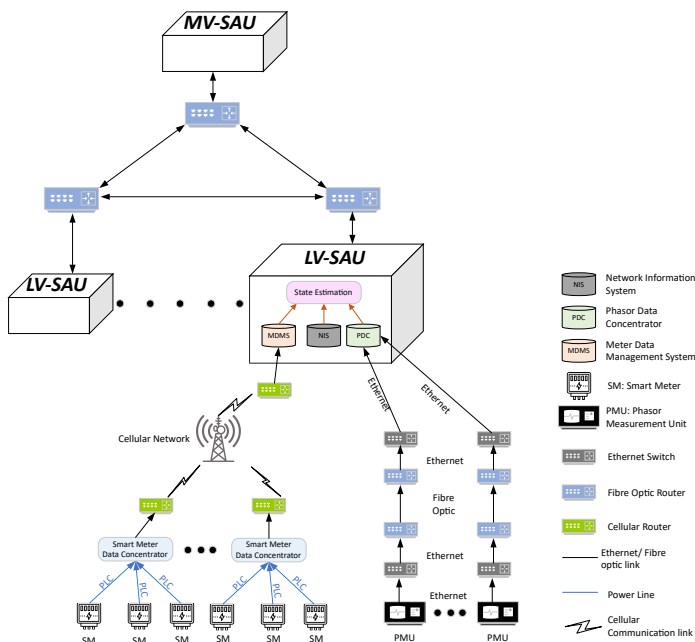 MV-SAU
LV-SAU
LV-SAU
State Estimation
MDMS
NIS
PDC
Ethernet
Ethernet
Cellular Network
Ethernet
Fibre
Optic
Ethernet
Ethernet
Smart Meter
Data Concentrator
Smart Meter
Data Concentrator
PLC
PLC
PLC
PLC
PLC
PLC
SM
SM
SM
SM
SM
SM
PMU
PMU
NIS
Network Information
System
PDC
Phasor Data
Concentrator
MDMS
Meter Data
Management System
SM: Smart Meter
PMU: Phasor
Measurement Unit
Ethernet Switch
Fibre Optic Router
Cellular Router
Ethernet/ Fibre
optic link
Power Line
Cellular
Communication link